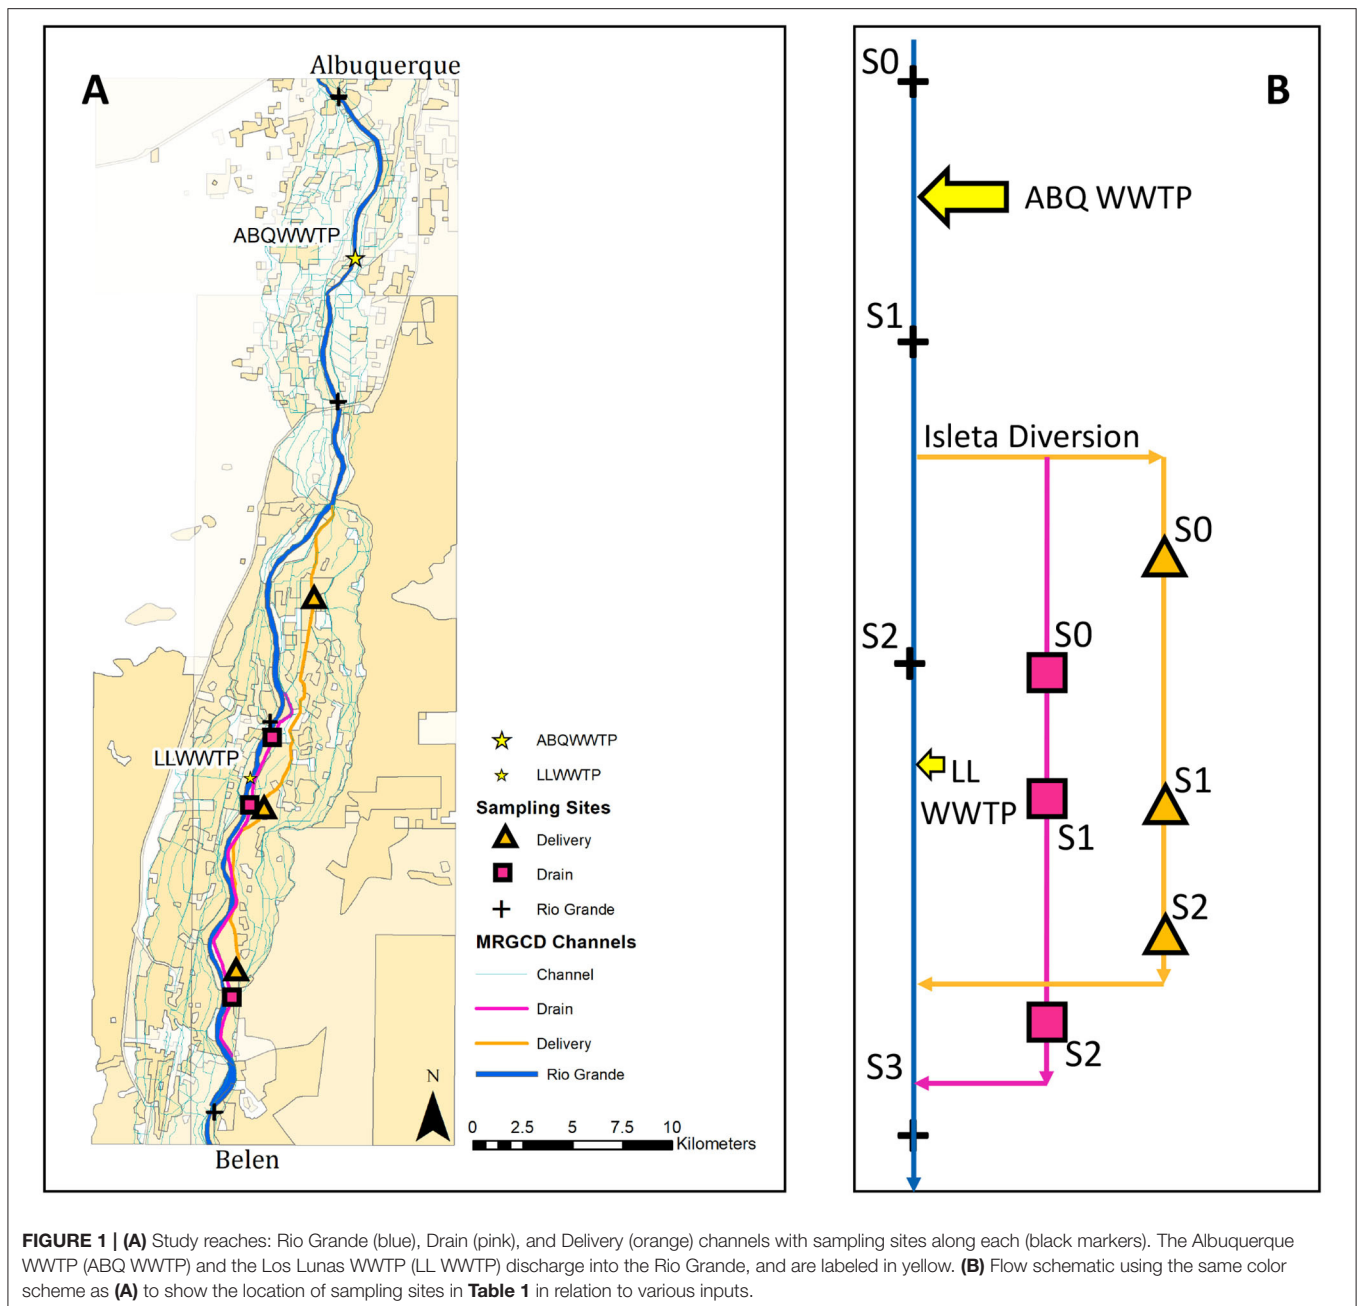 A
Albuquerque
ABQWWTP
LLWWTP
ABQWWTP
LLWWTP
Sampling Sites
Delivery
Drain
Rio Grande
MRGCD Channels
Channel
Drain
Delivery
Rio Grande
N
0 2.5 5 7.5 10
Kilometers
Belen
B
S0
ABQ WWTP
S1
Isleta Diversion
S0
S0
S2
LL
WWTP
S1
S1
S2
S2
S3
FIGURE 1 | (A) Study reaches: Rio Grande (blue), Drain (pink), and Delivery (orange) channels with sampling sites along each (black markers). The Albuquerque
WWTP (ABQ WWTP) and the Los Lunas WWTP (LL WWTP) discharge into the Rio Grande, and are labeled in yellow. (B) Flow schematic using the same color
scheme as (A) to show the location of sampling sites in Table 1 in relation to various inputs.